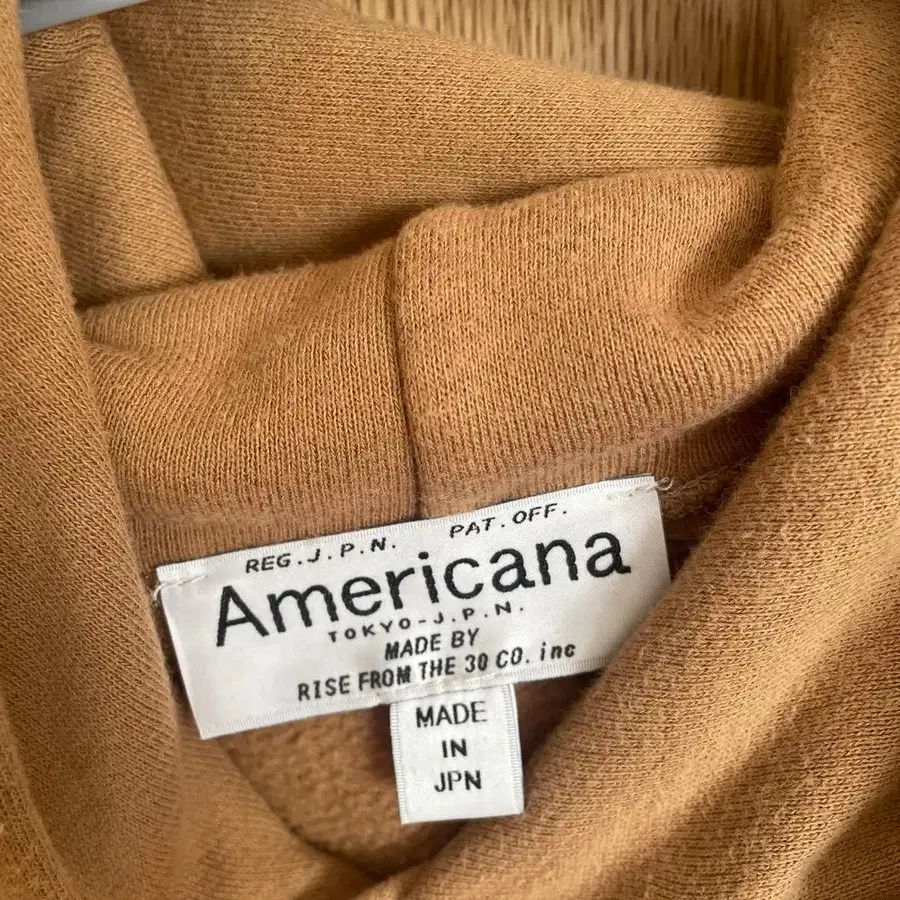 REG.J.P.N. PAT.OFF.
Americana
TOKYO-J.P.N.
MADE BY
RISE FROM THE 30 CO. inc
MADE
IN
JPN